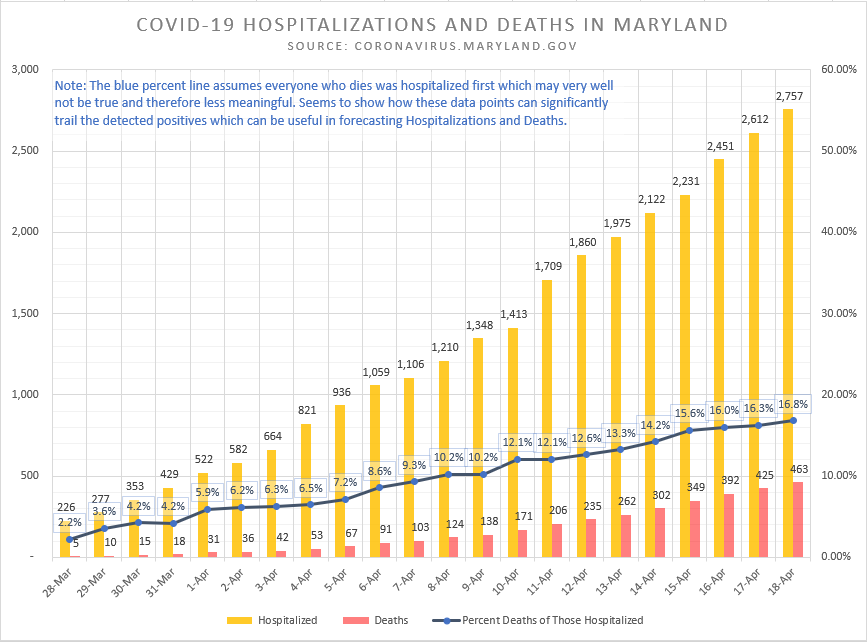 COVID-19 HOSPITALIZATIONS AND DEATHS IN MARYLAND
SOURCE: CORONAVIRUS.MARYLAND.GOV
Note: The blue percent line assumes everyone who dies was hospitalized first which may very well
not be true and therefore less meaningful. Seems to show how these data points can significantly
trail the detected positives which can be useful in forecasting Hospitalizations and Deaths.
3,000
2,500
2,000
1,500
1,000
500
-
60.00%
50.00%
40.00%
30.00%
20.00%
10.00%
0.00%
226 277 353 429 522 582 664 821 936 1,059 1,106 1,210 1,348 1,413 1,709 1,860 1,975 2,122 2,231 2,451 2,612 2,757
2.2% 3.6% 4.2% 4.2% 5.9% 6.2% 6.3% 6.5% 7.2% 8.6% 9.3% 10.2% 10.2% 12.1% 12.1% 12.6% 13.3% 14.2% 15.6% 16.0% 16.3% 16.8%
5 10 15 18 31 36 42 53 67 91 103 124 138 171 206 235 262 302 349 392 425 463
28-Mar 29-Mar 30-Mar 31-Mar 1-Apr 2-Apr 3-Apr 4-Apr 5-Apr 6-Apr 7-Apr 8-Apr 9-Apr 10-Apr 11-Apr 12-Apr 13-Apr 14-Apr 15-Apr 16-Apr 17-Apr 18-Apr
Hospitalized Deaths Percent Deaths of Those Hospitalized